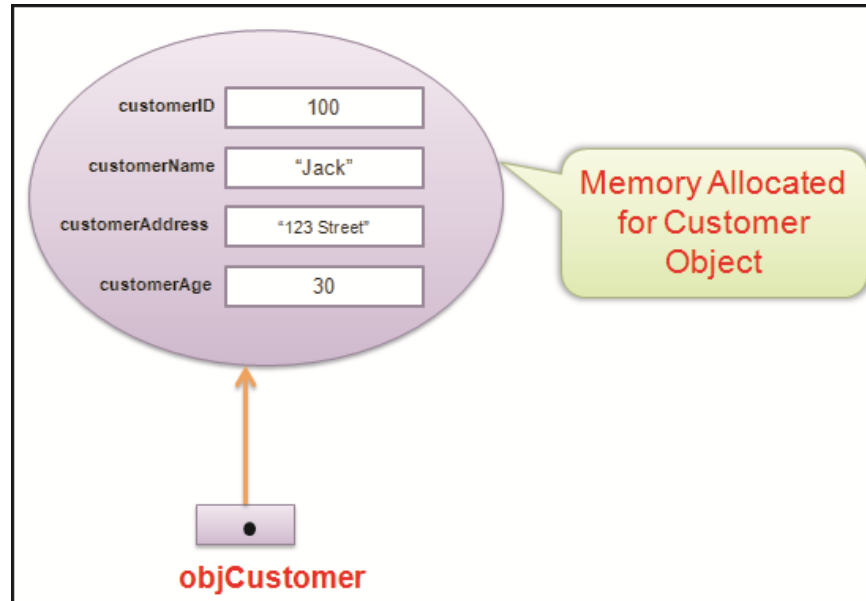 customerID
100
customerName
“Jack”
customerAddress
“123 Street”
customerAge
30
Memory Allocated
for Customer
Object
objCustomer